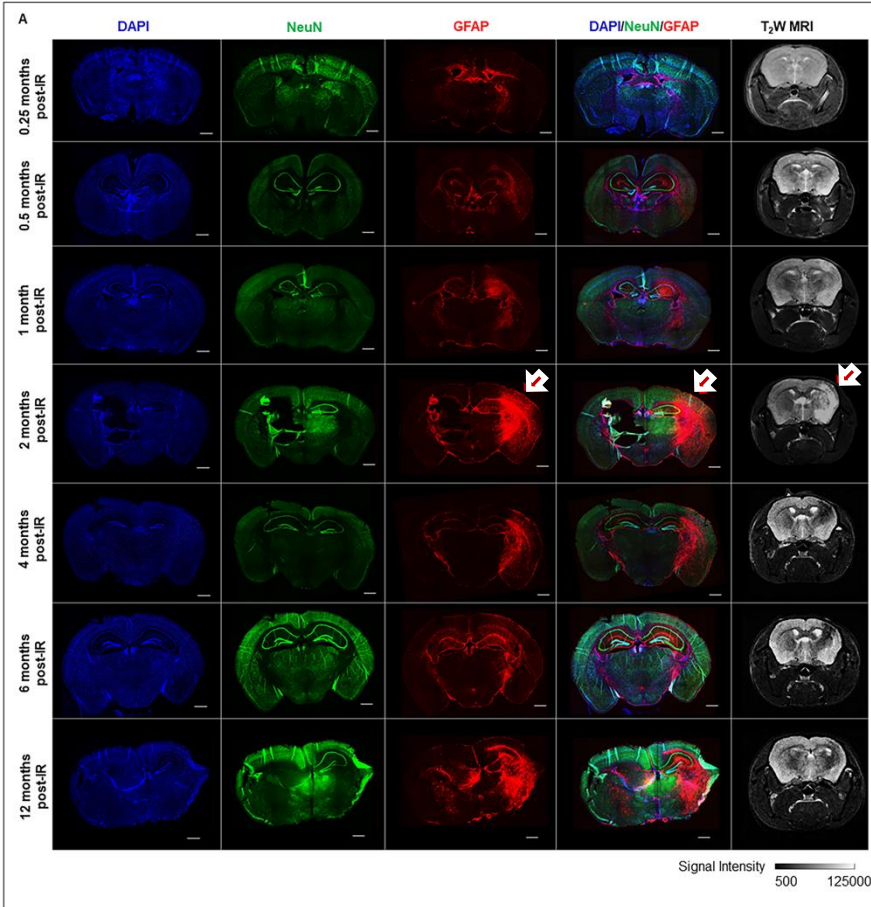 A
DAPI NeuN GFAP DAPI/NeuN/GFAP T₂W MRI
0.25 months
post-IR
0.5 months
post-IR
1 month
post-IR
2 months
post-IR
4 months
post-IR
6 months
post-IR
12 months
post-IR
Signal Intensity
500 125000